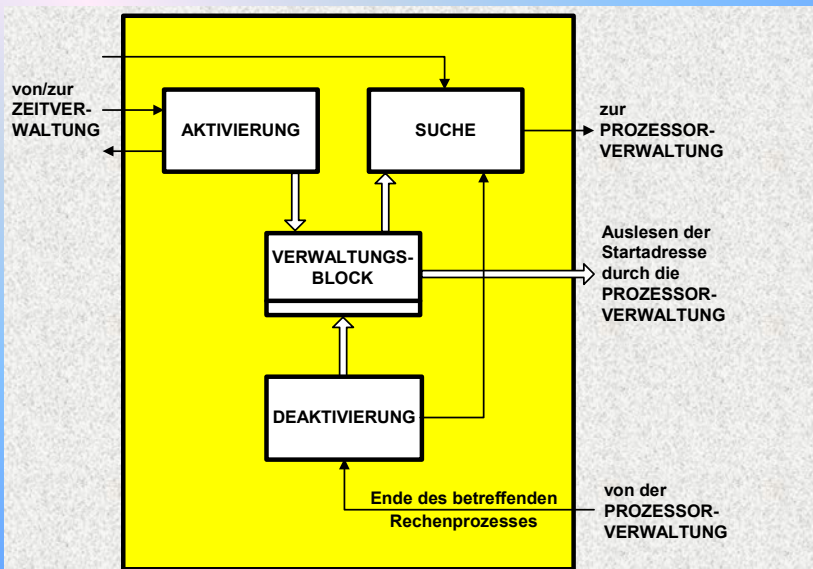 von/zur
ZEITVER-
WALTUNG
AKTIVIERUNG
SUCHE
zur
PROZESSOR-
VERWALTUNG
VERWALTUNGS-
BLOCK
Auslesen der
Startadresse
durch die
PROZESSOR-
VERWALTUNG
DEAKTIVIERUNG
Ende des betreffenden
Rechenprozesses
von der
PROZESSOR-
VERWALTUNG